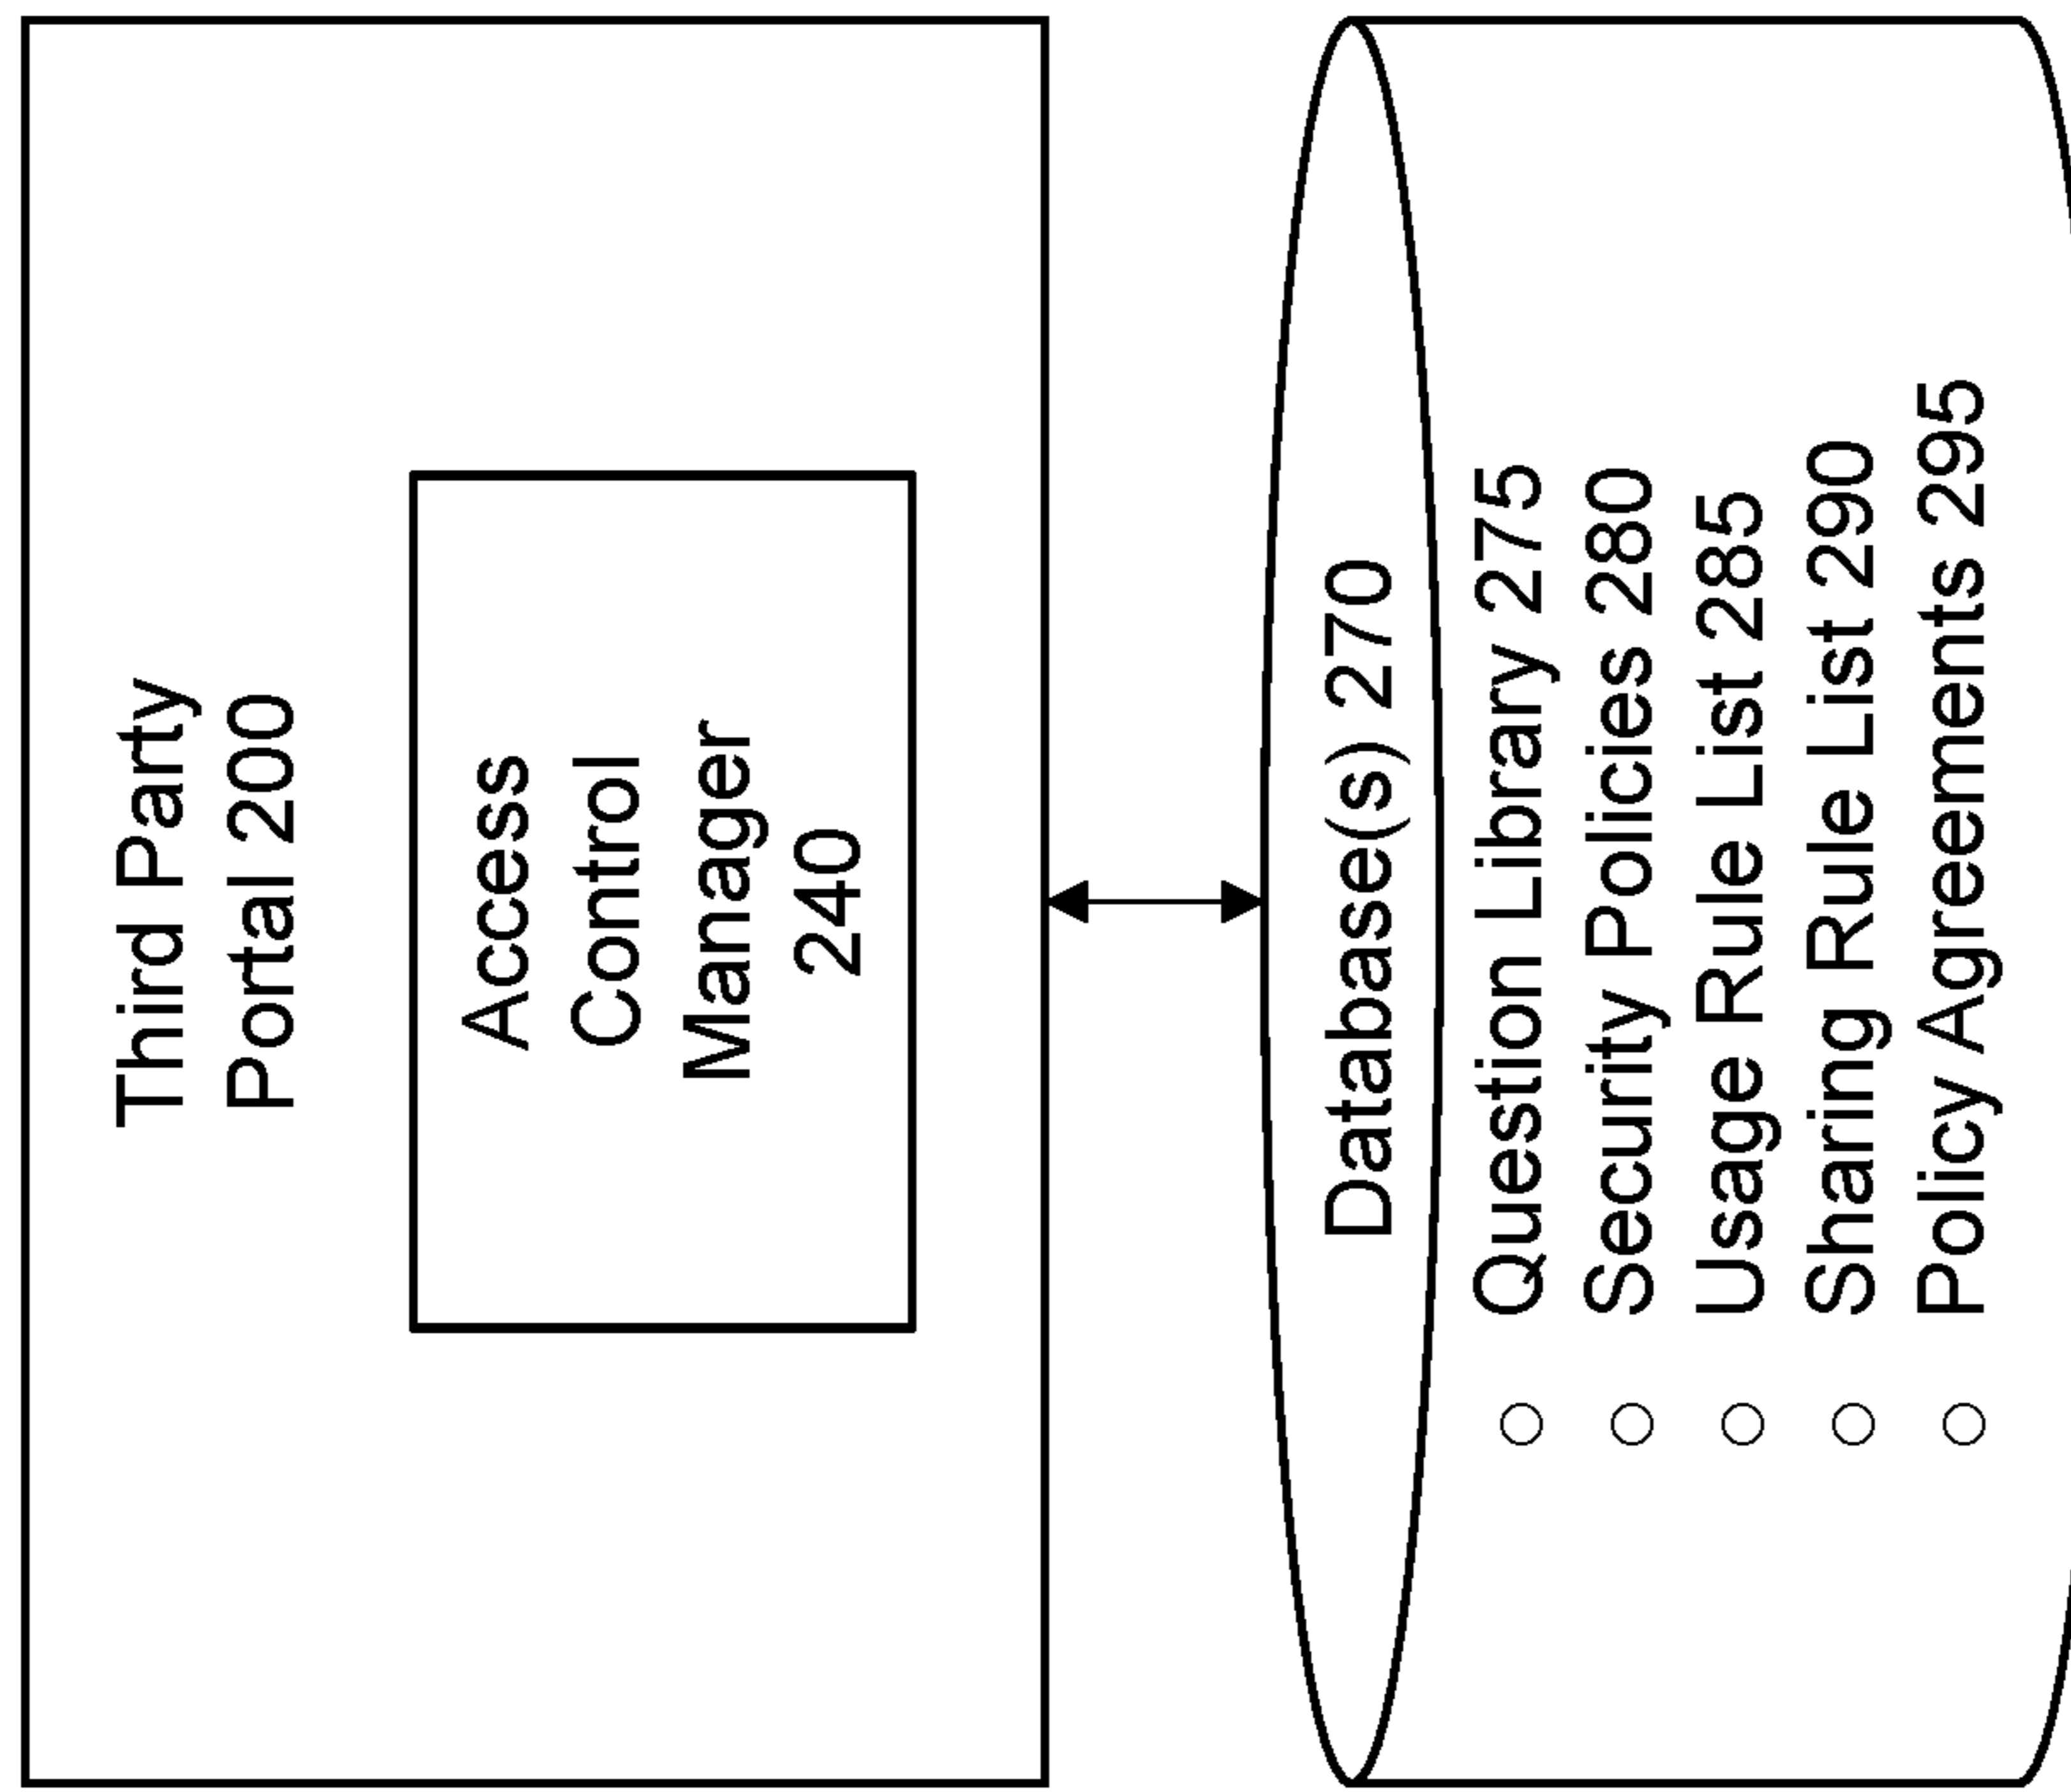 Third Party
Portal 200
Access
Control
Manager
240
Database(s) 270
○ Question Library 275
○ Security Policies 280
○ Usage Rule List 285
○ Sharing Rule List 290
○ Policy Agreements 295